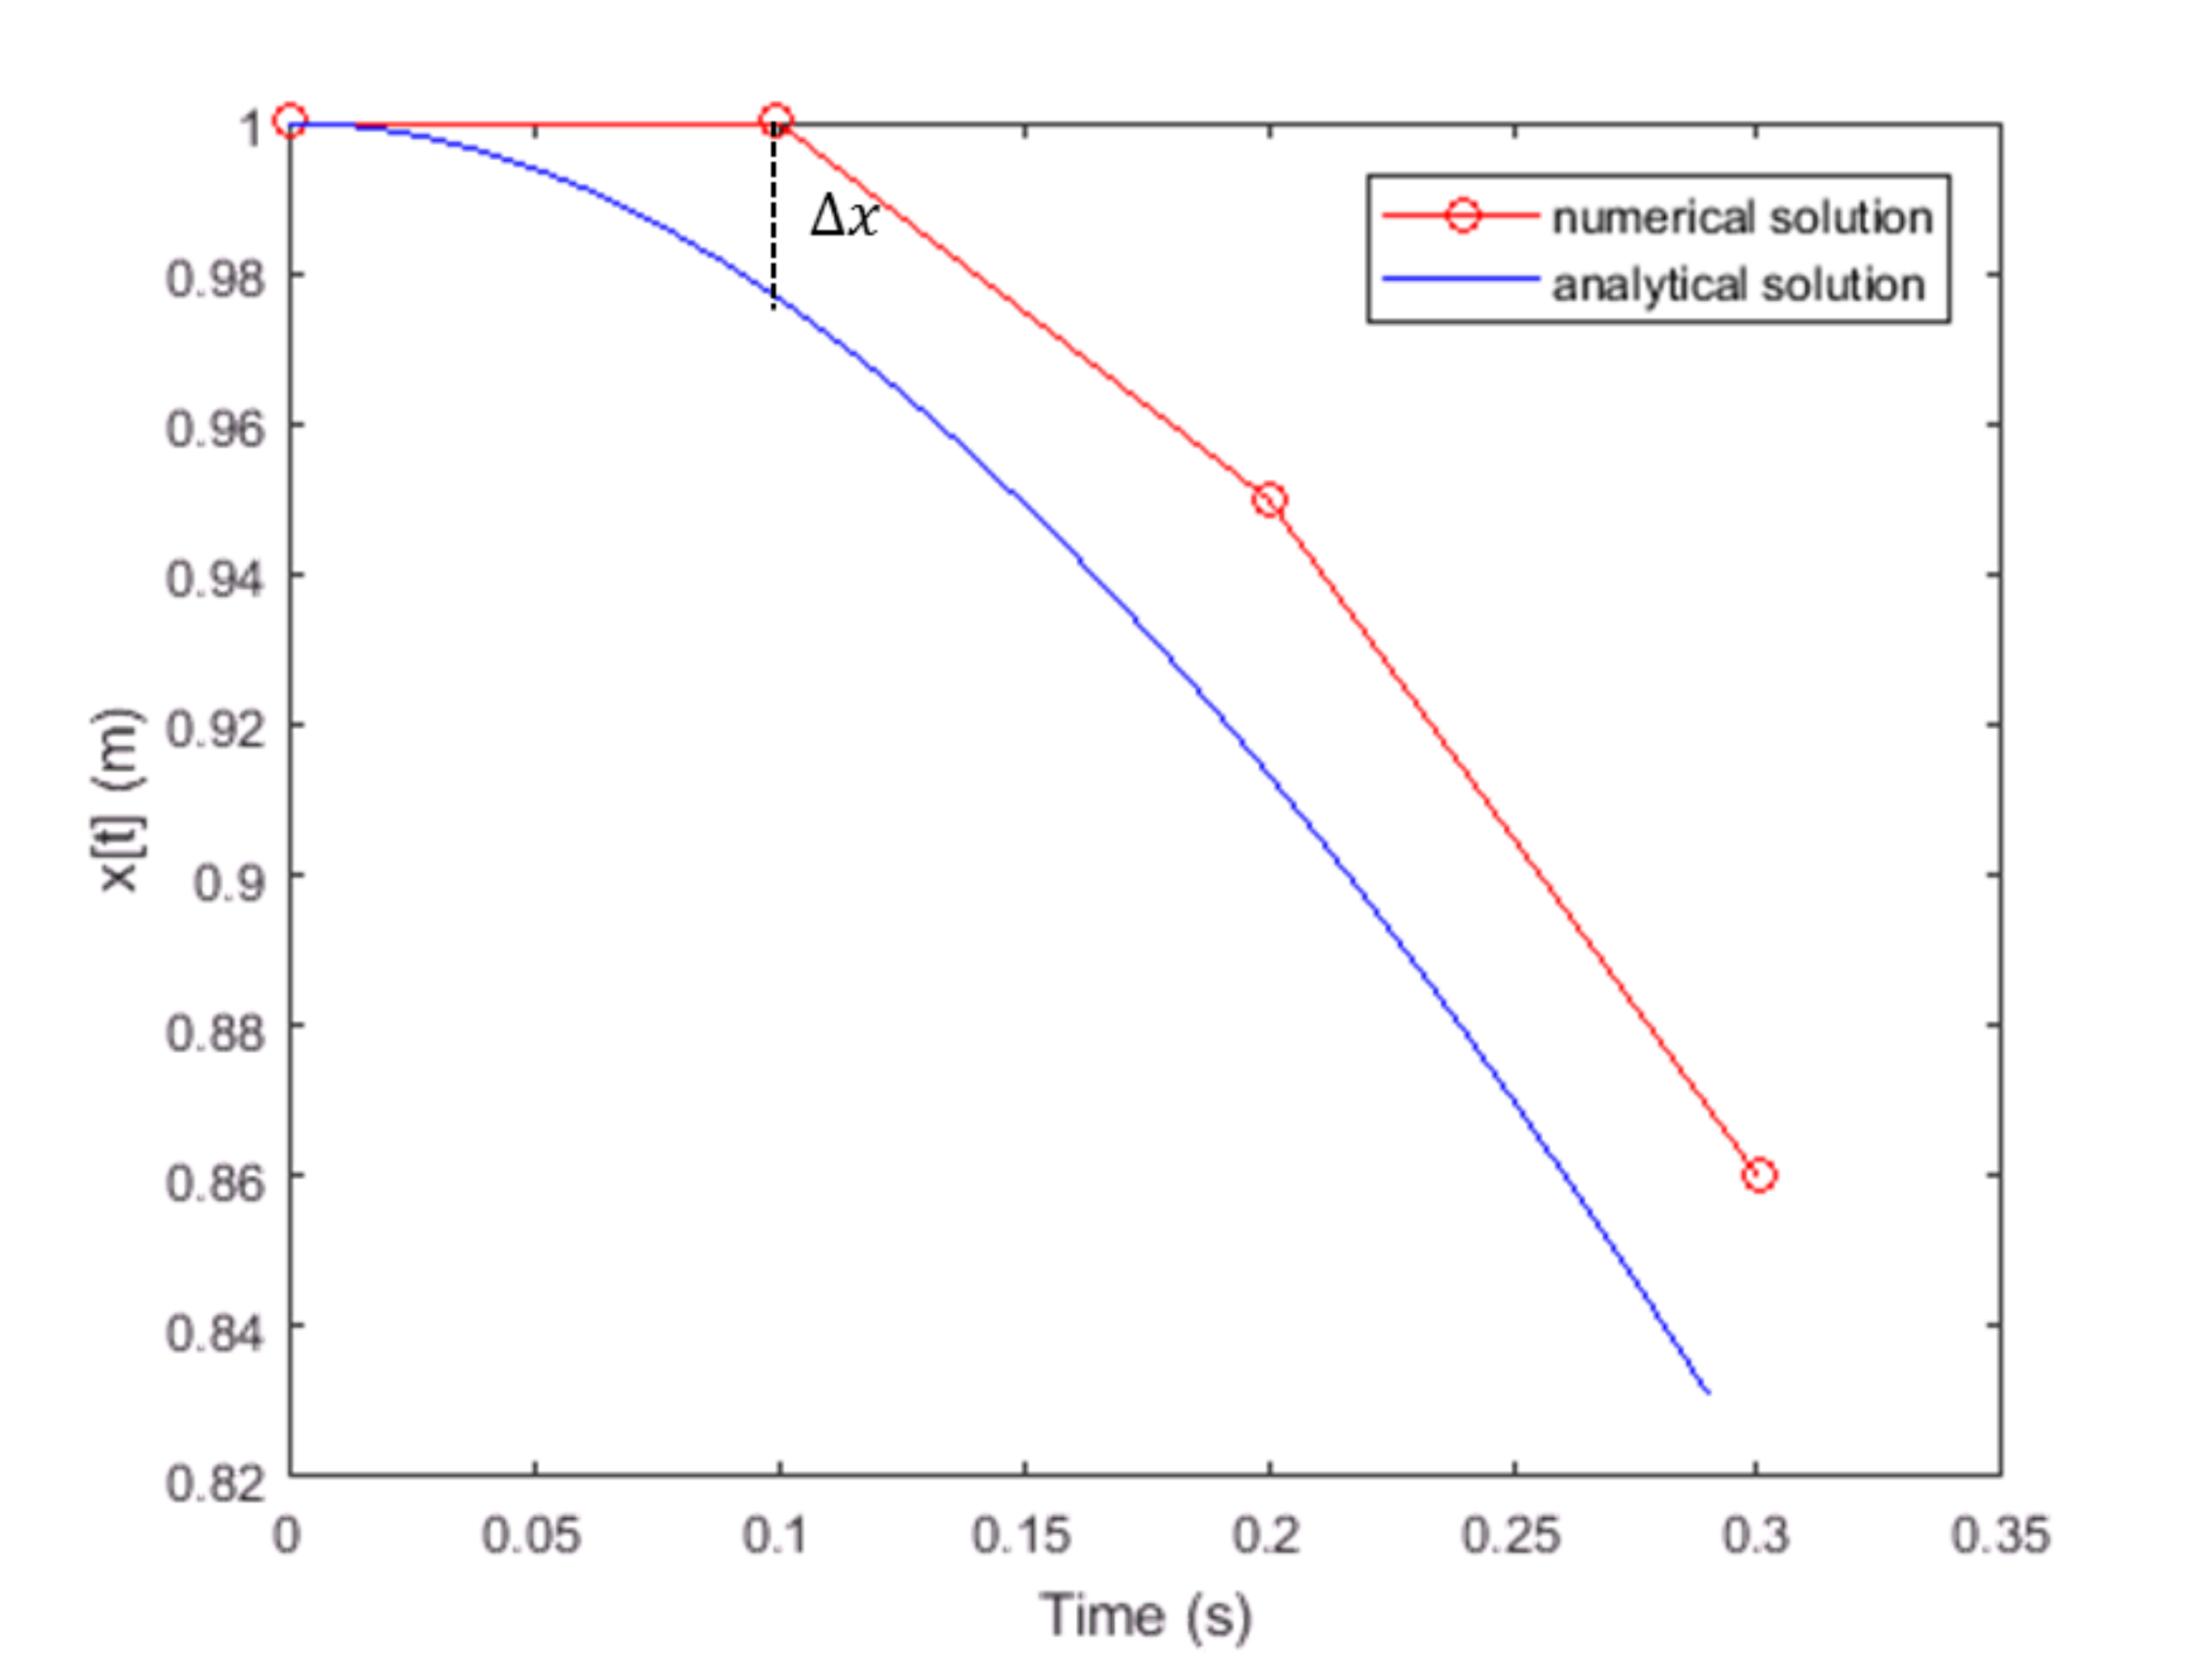 1
0.98
0.96
0.94
0.92
0.9
0.88
0.86
0.84
0.82
x[t] (m)
Δx
numerical solution
analytical solution
0 0.05 0.1 0.15 0.2 0.25 0.3 0.35
Time (s)